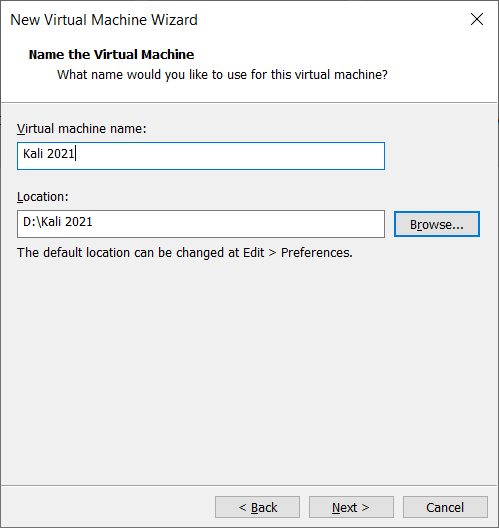 New Virtual Machine Wizard
Name the Virtual Machine
What name would you like to use for this virtual machine?
Virtual machine name:
Kali 2021
Location:
D:\Kali 2021
Browse...
The default location can be changed at Edit > Preferences.
< Back
Next >
Cancel